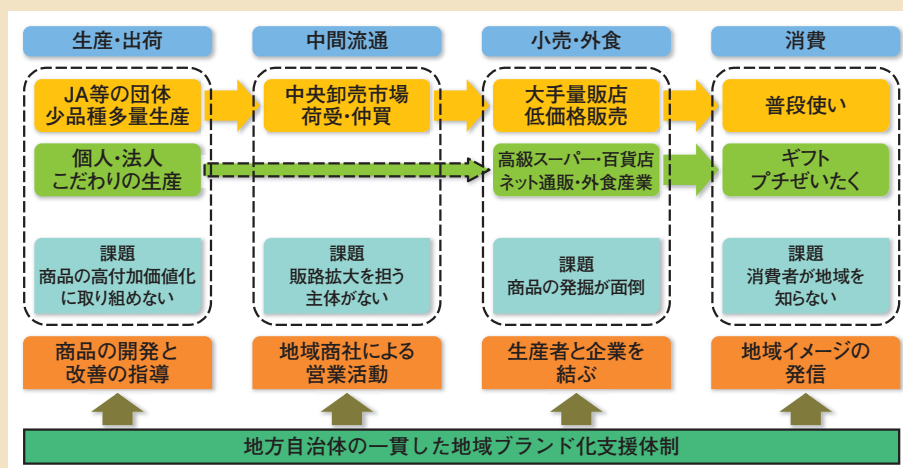 生産・出荷
中間流通
小売・外食
消費
JA等の団体
少品種多量生産
中央卸売市場
荷受・仲買
大手量販店
低価格販売
普段使い
個人・法人
こだわりの生産
高級スーパー・百貨店
ネット通販・外食産業
ギフト
プチぜいたく
課題
商品の高付加価値化
に取り組めない
課題
販路拡大を担う
主体がない
課題
商品の発掘が面倒
課題
消費者が地域を
知らない
商品の開発と
改善の指導
地域商社による
営業活動
生産者と企業を
結ぶ
地域イメージの
発信
地方自治体の一貫した地域ブランド化支援体制